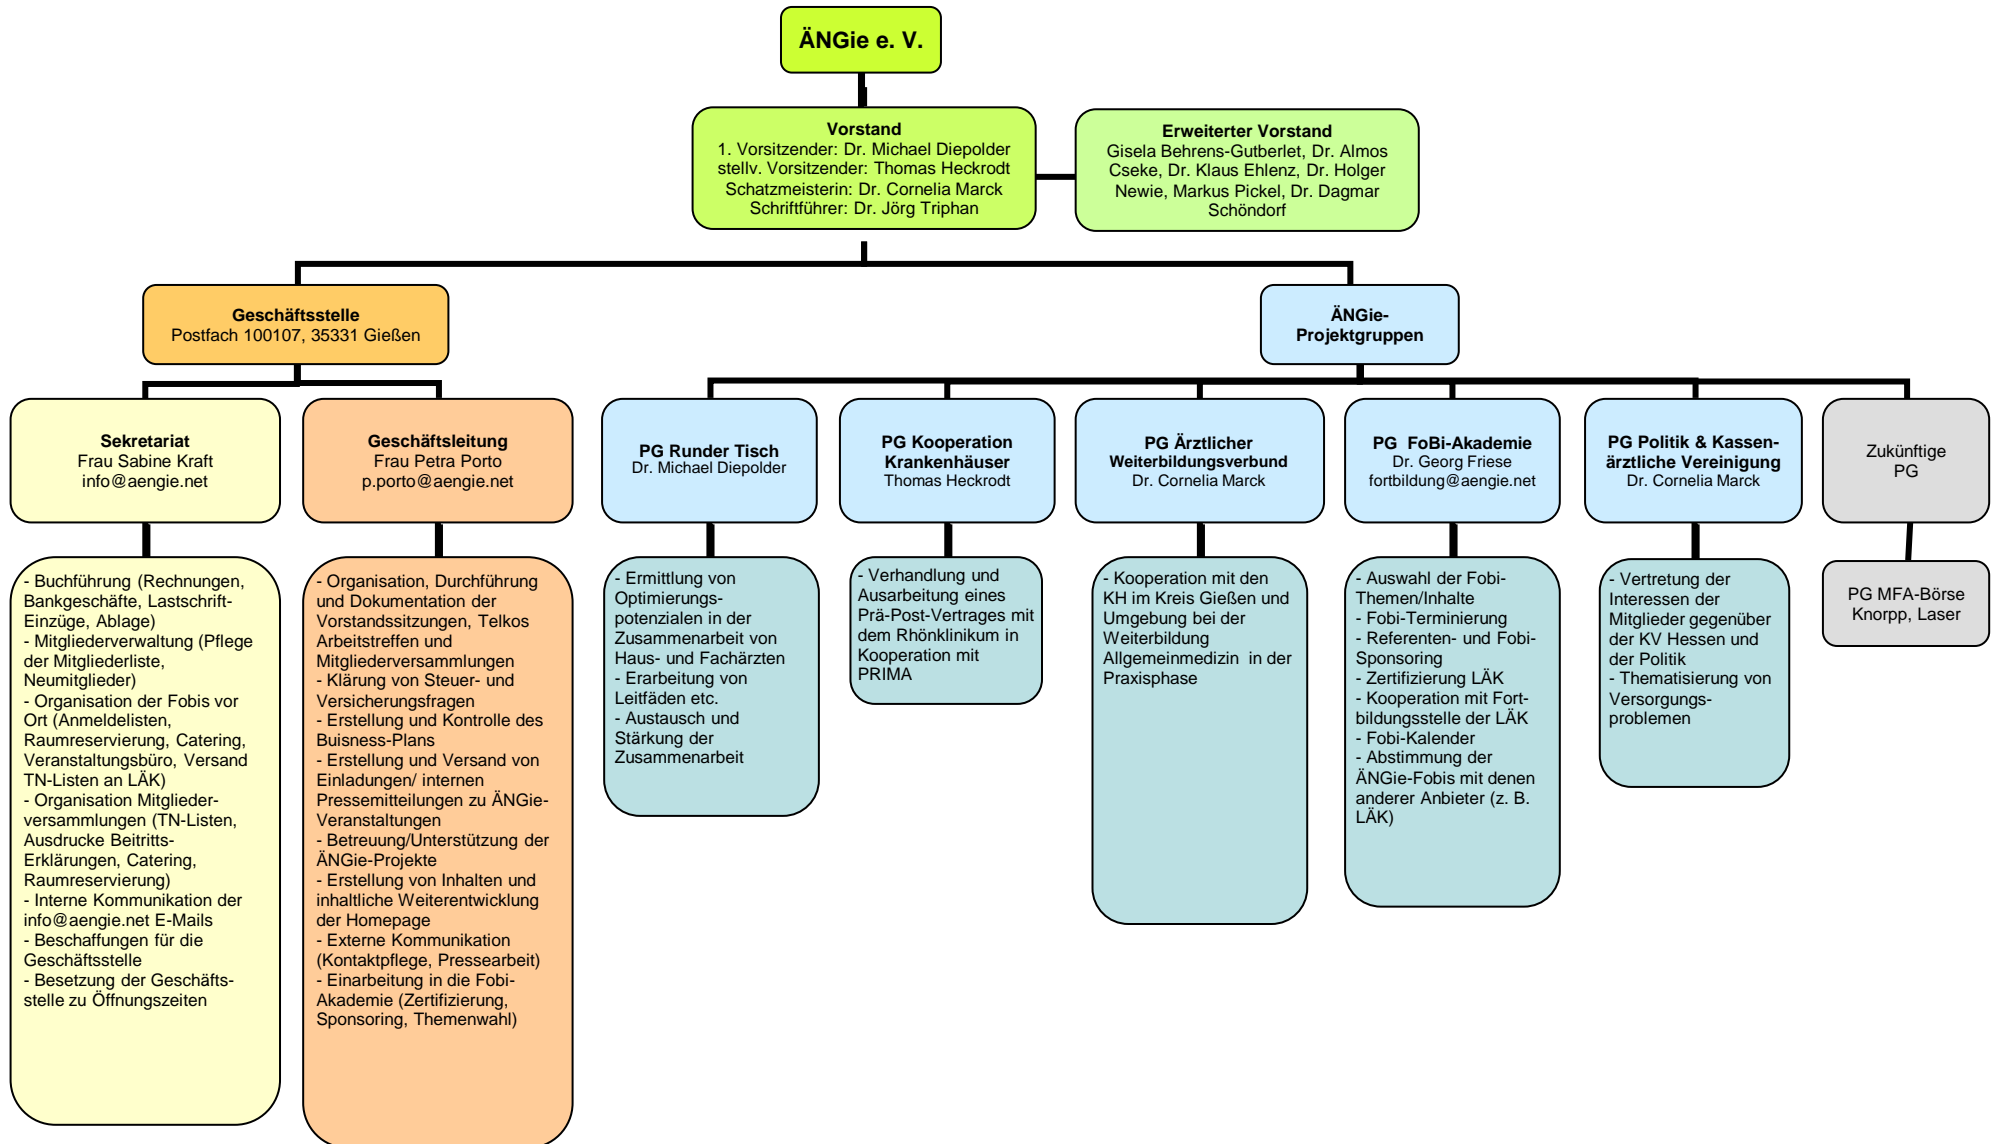 ÄNGie e. V.
Vorstand
1. Vorsitzender: Dr. Michael Diepolder
stellv. Vorsitzender: Thomas Heckrodt
Schatzmeisterin: Dr. Cornelia Marck
Schriftführer: Dr. Jörg Triphan
Erweiterter Vorstand
Gisela Behrens-Gutberlet, Dr. Almos
Cseke, Dr. Klaus Ehlenz, Dr. Holger
Newie, Markus Pickel, Dr. Dagmar
Schöndorf
Geschäftsstelle
Postfach 100107, 35331 Gießen
ÄNGie-
Projektgruppen
Sekretariat
Frau Sabine Kraft
info@aengie.net
Geschäftsleitung
Frau Petra Porto
p.porto@aengie.net
PG Runder Tisch
Dr. Michael Diepolder
PG Kooperation
Krankenhäuser
Thomas Heckrodt
PG Ärztlicher
Weiterbildungsverbund
Dr. Cornelia Marck
PG  FoBi-Akademie
Dr. Georg Friese
fortbildung@aengie.net
PG Politik & Kassen-
ärztliche Vereinigung
Dr. Cornelia Marck
Zukünftige
PG
- Buchführung (Rechnungen,
Bankgeschäfte, Lastschrift-
Einzüge, Ablage)
- Mitgliederverwaltung (Pflege
der Mitgliederliste,
Neumitglieder)
- Organisation der Fobis vor
Ort (Anmeldelisten,
Raumreservierung, Catering,
Veranstaltungsbüro, Versand
TN-Listen an LÄK)
- Organisation Mitglieder-
versammlungen (TN-Listen,
Ausdrucke Beitritts-
Erklärungen, Catering,
Raumreservierung)
- Interne Kommunikation der
info@aengie.net E-Mails
- Beschaffungen für die
Geschäftsstelle
- Besetzung der Geschäfts-
stelle zu Öffnungszeiten
- Organisation, Durchführung
und Dokumentation der
Vorstandssitzungen, Telkos
Arbeitstreffen und
Mitgliederversammlungen
- Klärung von Steuer- und
Versicherungsfragen
- Erstellung und Kontrolle des
Buisness-Plans
- Erstellung und Versand von
Einladungen/ internen
Pressemitteilungen zu ÄNGie-
Veranstaltungen
- Betreuung/Unterstützung der
ÄNGie-Projekte
- Erstellung von Inhalten und
inhaltliche Weiterentwicklung
der Homepage
- Externe Kommunikation
(Kontaktpflege, Pressearbeit)
- Einarbeitung in die Fobi-
Akademie (Zertifizierung,
Sponsoring, Themenwahl)
- Ermittlung von
Optimierungs-
potenzialen in der
Zusammenarbeit von
Haus- und Fachärzten
- Erarbeitung von
Leitfäden etc.
- Austausch und
Stärkung der
Zusammenarbeit
- Verhandlung und
Ausarbeitung eines
Prä-Post-Vertrages mit
dem Rhönklinikum in
Kooperation mit
PRIMA
- Kooperation mit den
KH im Kreis Gießen und
Umgebung bei der
Weiterbildung
Allgemeinmedizin  in der
Praxisphase
- Auswahl der Fobi-
Themen/Inhalte
- Fobi-Terminierung
- Referenten- und Fobi-
Sponsoring
- Zertifizierung LÄK
- Kooperation mit Fort-
bildungsstelle der LÄK
- Fobi-Kalender
- Abstimmung der
ÄNGie-Fobis mit denen
anderer Anbieter (z. B.
LÄK)
- Vertretung der
Interessen der
Mitglieder gegenüber
der KV Hessen und
der Politik
- Thematisierung von
Versorgungs-
problemen
PG MFA-Börse
Knorpp, Laser